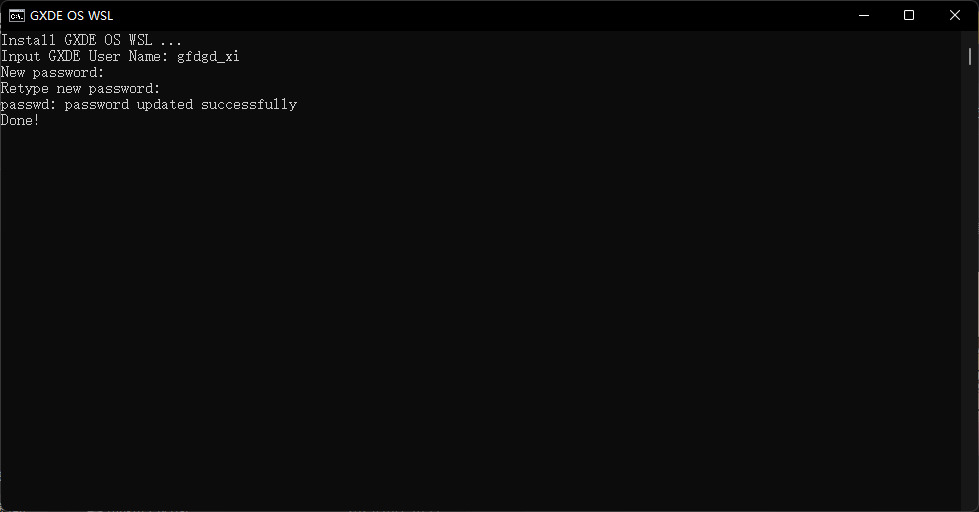 GXDE OS WSL
Install GXDE OS WSL ...
Input GXDE User Name: gfdgd_xi
New password:
Retype new password:
passwd: password updated successfully
Done!